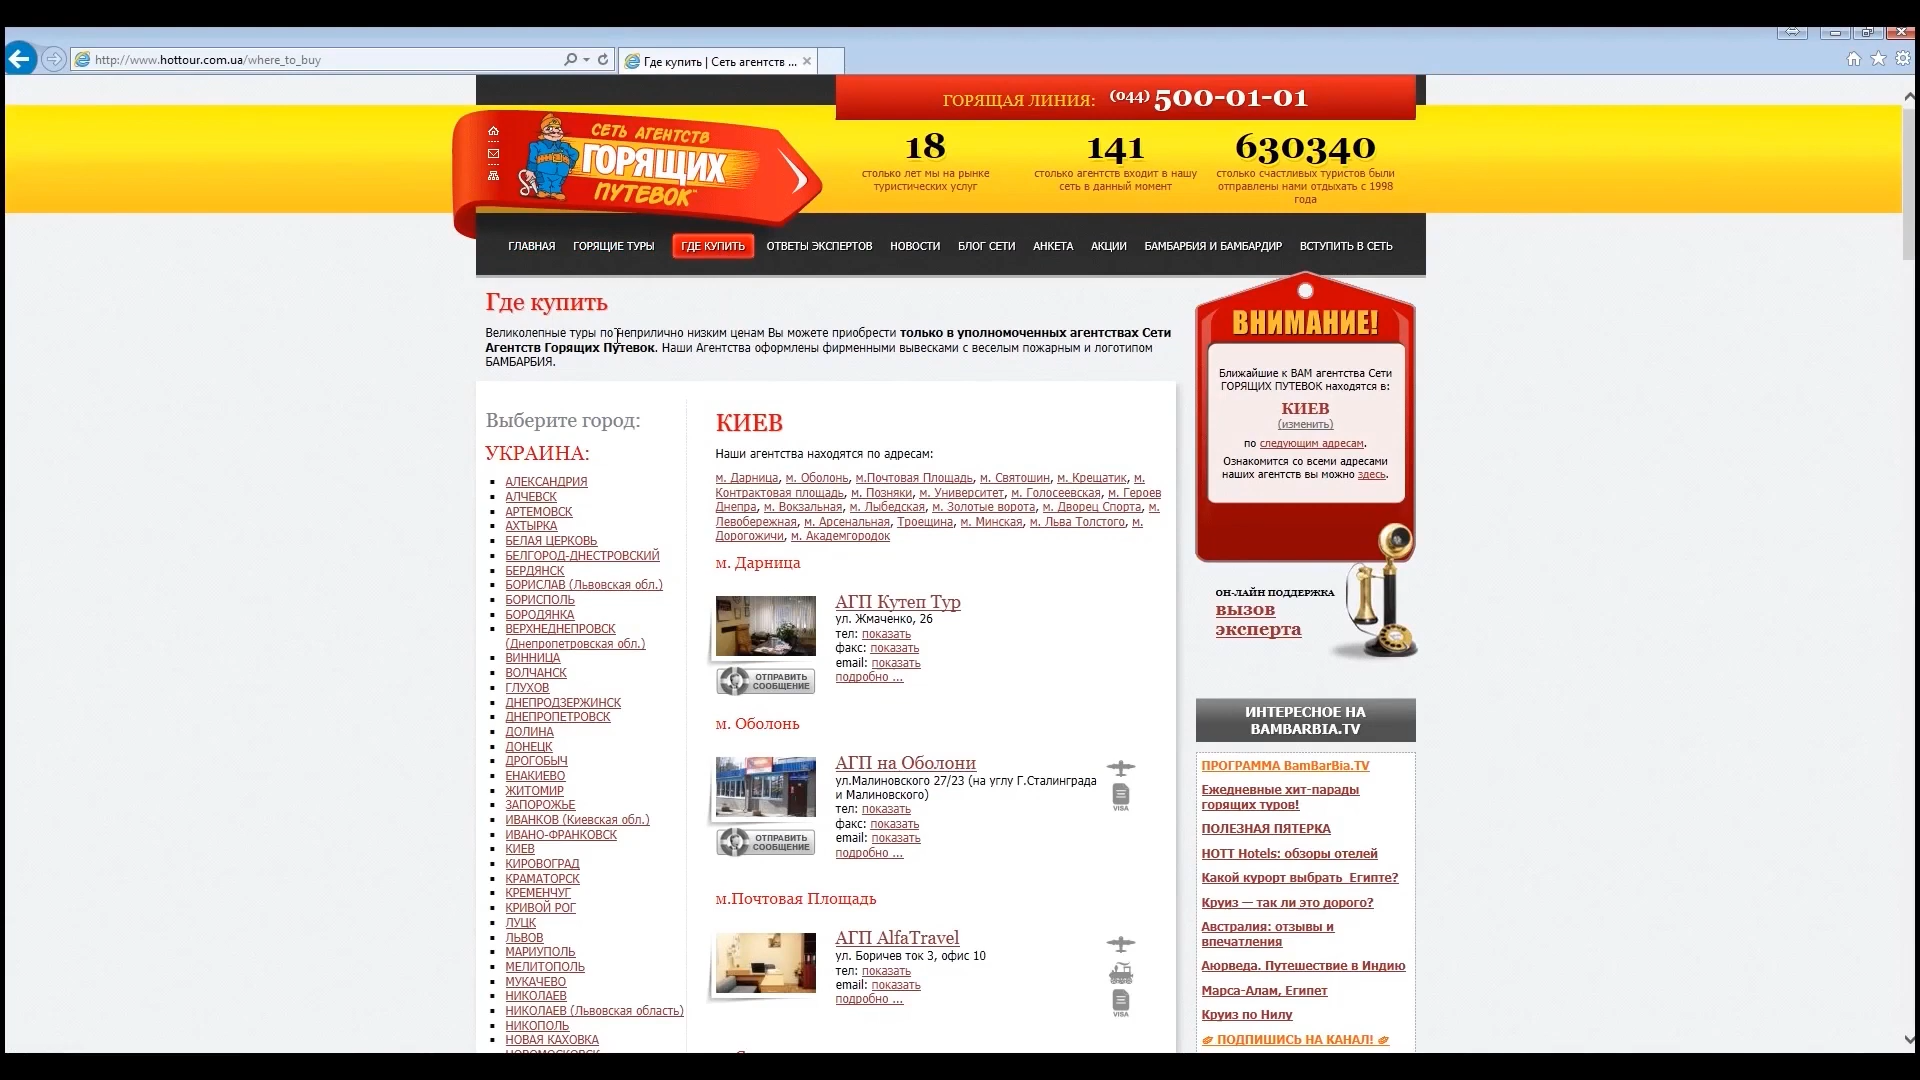 http://www.hottour.com.ua/where_to_buy
Где купить | Сеть агентств ...
ГОРЯЩАЯ ЛИНИЯ: (044) 500-01-01
СЕТЬ АГЕНТСТВ
ГОРЯЩИХ
ПУТЕВОК
18
столько лет мы на рынке
туристических услуг
141
столько агентств входит в нашу
сеть в данный момент
630340
столько счастливых туристов были
отправлены нами отдыхать с 1998
года
ГЛАВНАЯ ГОРЯЩИЕ ТУРЫ ГДЕ КУПИТЬ ОТВЕТЫ ЭКСПЕРТОВ НОВОСТИ БЛОГ СЕТИ АНКЕТА АКЦИИ БАМБАРБИЯ И БАМБАРДИР ВСТУПИТЬ В СЕТЬ
Где купить
Великолепные туры по неприлично низким ценам Вы можете приобрести только в уполномоченных агентствах Сети
Агентств Горящих Путевок. Наши Агентства оформлены фирменными вывесками с веселым пожарным и логотипом
БАМБАРБИЯ.
Выберите город:
УКРАИНА:
АЛЕКСАНДРИЯ
АЛЧЕВСК
АРТЕМОВСК
АХТЫРКА
БЕЛАЯ ЦЕРКОВЬ
БЕЛГОРОД-ДНЕСТРОВСКИЙ
БЕРДЯНСК
БОРИСЛАВ (Львовская обл.)
БОРИСПОЛЬ
БОРОДЯНКА
ВЕРХНЕДНЕПРОВСК
(Днепропетровская обл.)
ВИННИЦА
ВОЛЧАНСК
ГЛУХОВ
ДНЕПРОДЗЕРЖИНСК
ДНЕПРОПЕТРОВСК
ДОЛИНА
ДОНЕЦК
ДРОГОБЫЧ
ЕНАКИЕВО
ЖИТОМИР
ЗАПОРОЖЬЕ
ИВАНКОВ (Киевская обл.)
ИВАНО-ФРАНКОВСК
КИЕВ
КИРОВОГРАД
КРАМАТОРСК
КРЕМЕНЧУГ
КРИВОЙ РОГ
ЛУЦК
ЛЬВОВ
МАРИУПОЛЬ
МЕЛИТОПОЛЬ
МУКАЧЕВО
НИКОЛАЕВ
НИКОЛАЕВ (Львовская область)
НИКОПОЛЬ
НОВАЯ КАХОВКА
КИЕВ
Наши агентства находятся по адресам:
м. Дарница, м. Оболонь, м.Почтовая Площадь, м. Святошин, м. Крещатик, м.
Контрактовая площадь, м. Позняки, м. Университет, м. Голосеевская, м. Героев
Днепра, м. Вокзальная, м. Лыбедская, м. Золотые ворота, м. Дворец Спорта, м.
Левобережная, м. Арсенальная, Троещина, м. Минская, м. Льва Толстого, м.
Дорогожичи, м. Академгородок
м. Дарница
АГП Кутеп Тур
ул. Жмаченко, 26
тел: показать
факс: показать
email: показать
подробно ...
ОТПРАВИТЬ
СООБЩЕНИЕ
м. Оболонь
АГП на Оболони
ул.Малиновского 27/23 (на углу Г.Сталинграда
и Малиновского)
тел: показать
факс: показать
email: показать
подробно ...
VISA
ОТПРАВИТЬ
СООБЩЕНИЕ
м.Почтовая Площадь
АГП AlfaTravel
ул. Боричев ток 3, офис 10
тел: показать
email: показать
подробно ...
VISA
ВНИМАНИЕ!
Ближайшие к ВАМ агентства Сети
ГОРЯЩИХ ПУТЕВОК находятся в:
КИЕВ
(изменить)
по следующим адресам.
Ознакомится со всеми адресами
наших агентств вы можно здесь.
ОН-ЛАЙН ПОДДЕРЖКА
вызов
эксперта
ИНТЕРЕСНОЕ НА
BAMBARBIA.TV
ПРОГРАММА BamBarBia.TV
Ежедневные хит-парады
горящих туров!
ПОЛЕЗНАЯ ПЯТЕРКА
HOTT Hotels: обзоры отелей
Какой курорт выбрать Египте?
Круиз — так ли это дорого?
Австралия: отзывы и
впечатления
Аюрведа. Путешествие в Индию
Марса-Алам, Египет
Круиз по Нилу
ПОДПИШИСЬ НА КАНАЛ!